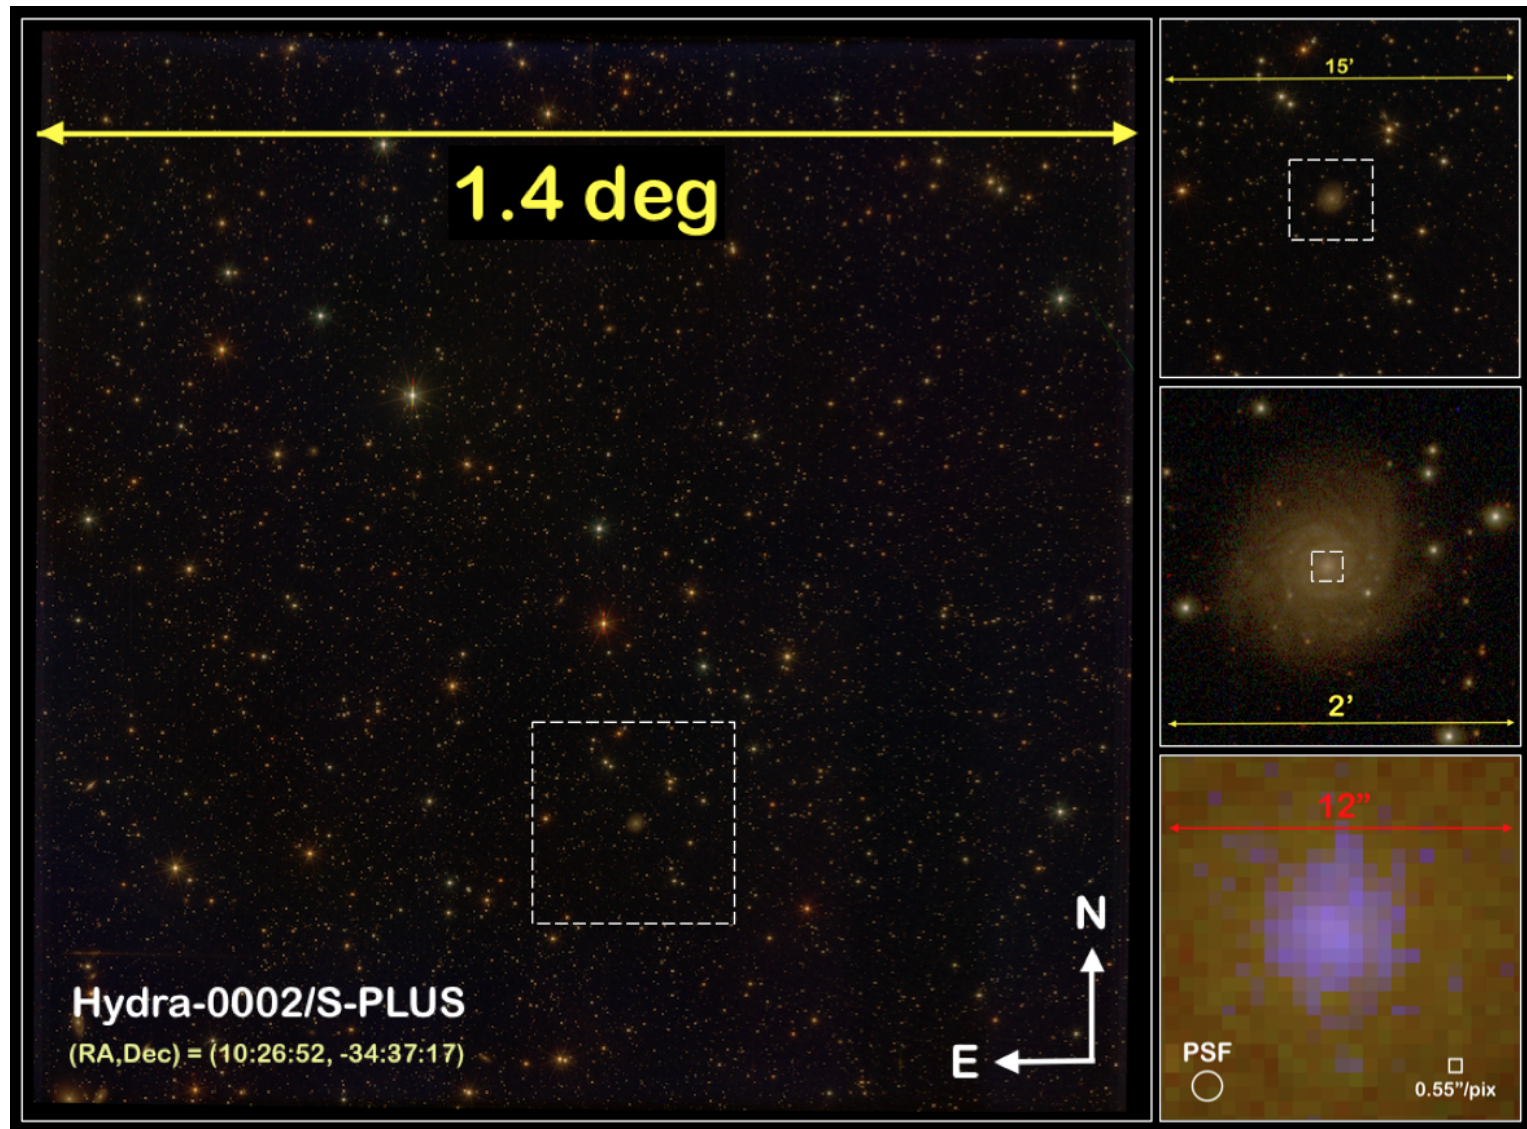 1.4 deg
Hydra-0002/S-PLUS
(RA,Dec) = (10:26:52, -34:37:17)
N
E
15’
2’
12”
PSF
0.55”/pix